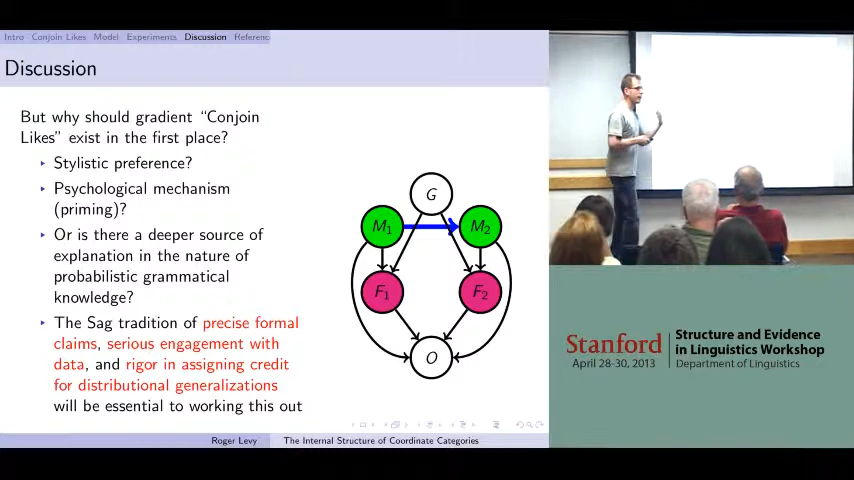 Intro Conjoin Likes Model Experiments Discussion Referenc
Discussion
But why should gradient “Conjoin
Likes” exist in the first place?
Stylistic preference?
Psychological mechanism
(priming)?
Or is there a deeper source of
explanation in the nature of
probabilistic grammatical
knowledge?
The Sag tradition of precise formal
claims, serious engagement with
data, and rigor in assigning credit
for distributional generalizations
will be essential to working this out
G
M1 M2
F1 F2
O
Roger Levy The Internal Structure of Coordinate Categories
Stanford
April 28-30, 2013
Structure and Evidence
in Linguistics Workshop
Department of Linguistics